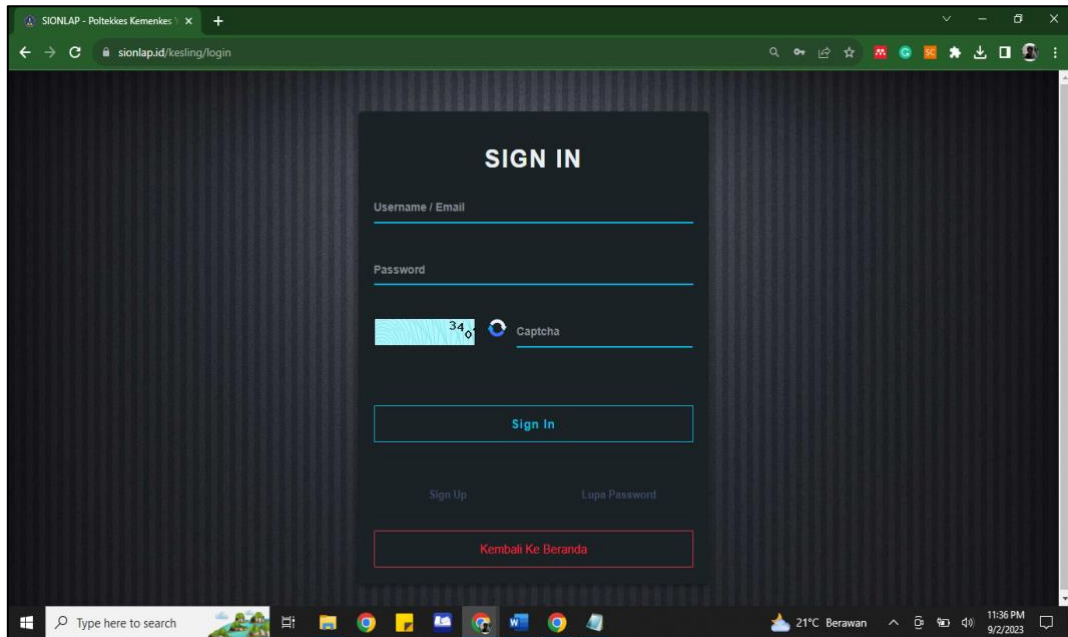 SIONLAP - Poltekkes Kemenkes
sionlap.id/kesling/login
SIGN IN
Username / Email
Password
Captcha
Sign In
Sign Up Lupa Password
Kembali Ke Beranda
Type here to search
21°C Berawan
11:36 PM
9/2/2023